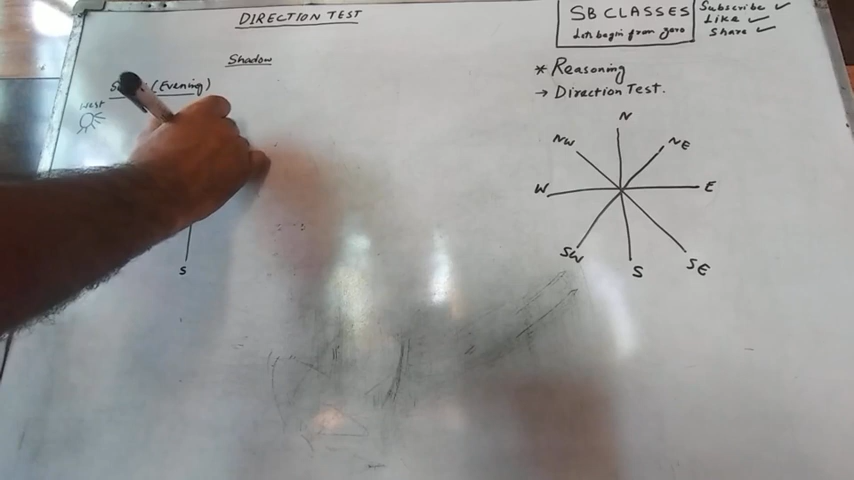 DIRECTION TEST
SB CLASSES
Let's begin from zero
Subscribe ✓
Like ✓
Share ✓
Shadow
(Evening)
West
S
* Reasoning
→ Direction Test.
N
NW
NE
W
E
SW
S
SE